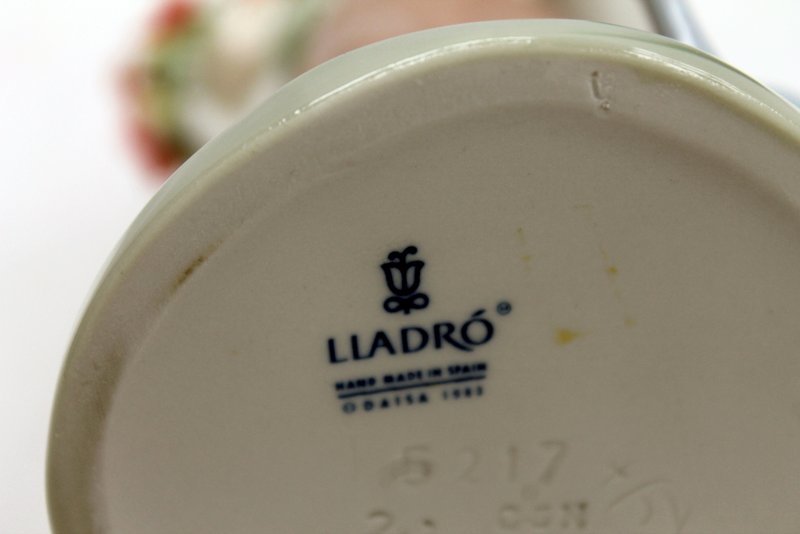 LLADRÓ
HAND MADE IN SPAIN
© DAISA 1983
5217